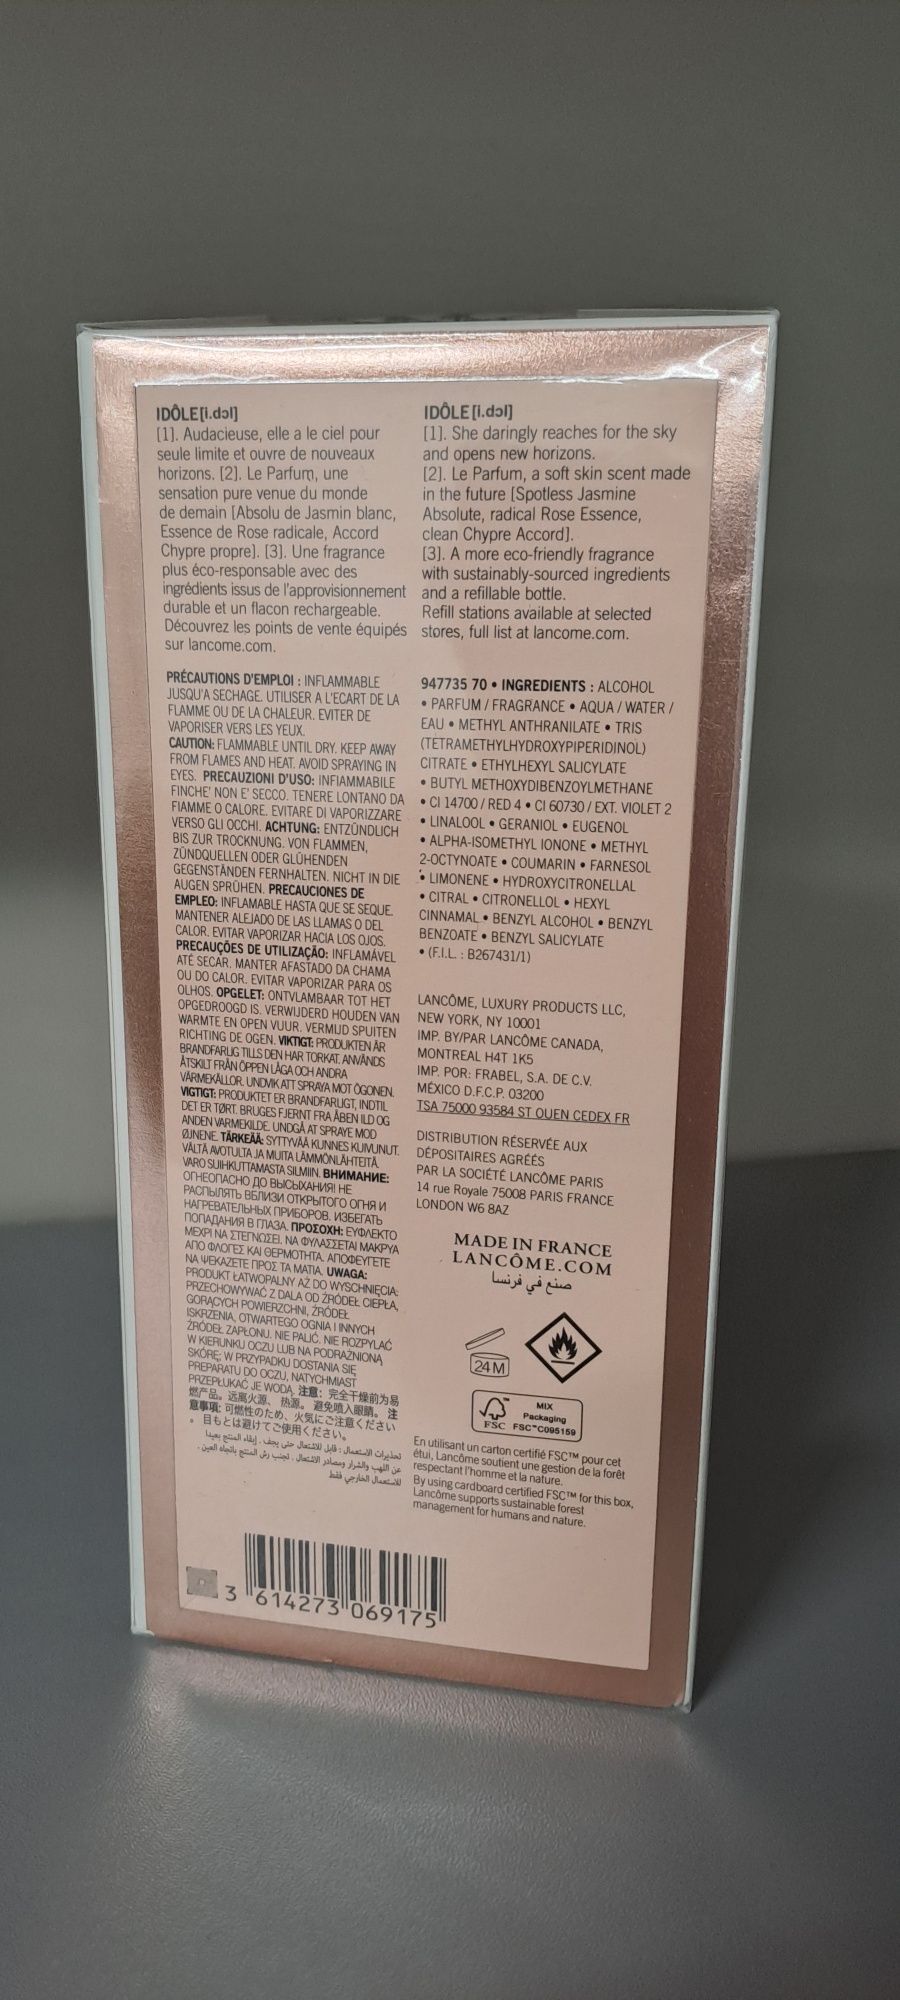 IDÔLE [i.dɔl]
[1]. Audacieuse, elle a le ciel pour
seule limite et ouvre de nouveaux
horizons. [2]. Le Parfum, une
sensation pure venue du monde
de demain [Absolu de Jasmin blanc,
Essence de Rose radicale, Accord
Chypre propre]. [3]. Une fragrance
plus éco-responsable avec des
ingrédients issus de l'approvisionnement
durable et un flacon rechargeable.
Découvrez les points de vente équipés
sur lancome.com.
PRÉCAUTIONS D'EMPLOI : INFLAMMABLE
JUSQU'A SECHAGE. UTILISER A L'ECART DE LA
FLAMME OU DE LA CHALEUR. EVITER DE
VAPORISER VERS LES YEUX.
CAUTION: FLAMMABLE UNTIL DRY. KEEP AWAY
FROM FLAMES AND HEAT. AVOID SPRAYING IN
EYES. PRECAUZIONI D'USO: INFIAMMABILE
FINCHE' NON E' SECCO. TENERE LONTANO DA
FIAMME O CALORE. EVITARE DI VAPORIZZARE
VERSO GLI OCCHI. ACHTUNG: ENTZÜNDLICH
BIS ZUR TROCKNUNG. VON FLAMMEN,
ZÜNDQUELLEN ODER GLÜHENDEN
GEGENSTÄNDEN FERNHALTEN. NICHT IN DIE
AUGEN SPRÜHEN. PRECAUCIONES DE
EMPLEO: INFLAMABLE HASTA QUE SE SEQUE.
MANTENER ALEJADO DE LAS LLAMAS O DEL
CALOR. EVITAR VAPORIZAR HACIA LOS OJOS.
PRECAUÇÕES DE UTILIZAÇÃO: INFLAMÁVEL
ATÉ SECAR. MANTER AFASTADO DA CHAMA
OU DO CALOR. EVITAR VAPORIZAR PARA OS
OLHOS. OPGELET: ONTVLAMBAAR TOT HET
OPGEDROOGD IS. VERWIJDERD HOUDEN VAN
WARMTE EN OPEN VUUR. VERMIJD SPUITEN
RICHTING DE OGEN. VIKTIGT: PRODUKTEN ÄR
BRANDFARLIG TILLS DEN HAR TORKAT. ANVÄNDS
ÅTSKILT FRÅN ÖPPEN LÅGA OCH ANDRA
VÄRMEKÄLLOR. UNDVIK ATT SPRAYA MOT ÖGONEN.
VIGTIGT: PRODUKTET ER BRANDFARLIGT, INDTIL
DET ER TØRT. BRUGES FJERNT FRA ÅBEN ILD OG
ANDEN VARMEKILDE. UNDGÅ AT SPRAYE MOD
ØJNENE. TÄRKEÄÄ: SYTTYVÄÄ KUNNES KUIVUNUT.
VÄLTÄ AVOTULTA JA MUITA LÄMMÖNLÄHTEITÄ.
VARO SUIHKUTTAMASTA SILMIIN. ВНИМАНИЕ:
ОГНЕОПАСНО ДО ВЫСЫХАНИЯ! НЕ
РАСПЫЛЯТЬ ВБЛИЗИ ОТКРЫТОГО ОГНЯ И
НАГРЕВАТЕЛЬНЫХ ПРИБОРОВ. ИЗБЕГАТЬ
ПОПАДАНИЯ В ГЛАЗА. ΠΡΟΣΟΧΗ: ΕΥΦΛΕΚΤΟ
ΜΕΧΡΙ ΝΑ ΣΤΕΓΝΩΣΕΙ. ΝΑ ΦΥΛΑΣΣΕΤΑΙ ΜΑΚΡΥΑ
ΑΠΟ ΦΛΟΓΕΣ ΚΑΙ ΘΕΡΜΟΤΗΤΑ. ΑΠΟΦΕΥΓΕΤΕ
ΝΑ ΨΕΚΑΖΕΤΕ ΠΡΟΣ ΤΑ ΜΑΤΙΑ. UWAGA:
PRODUKT ŁATWOPALNY AŻ DO WYSCHNIĘCIA:
PRZECHOWYWAĆ Z DALA OD ŹRÓDEŁ CIEPŁA,
GORĄCYCH POWIERZCHNI, ŹRÓDEŁ
ISKRZENIA, OTWARTEGO OGNIA I INNYCH
ŹRÓDEŁ ZAPŁONU. NIE PALIĆ. NIE ROZPYLAĆ
W KIERUNKU OCZU LUB NA PODRAŻNIONĄ
SKÓRĘ; W PRZYPADKU DOSTANIA SIĘ
PREPARATU DO OCZU, NATYCHMIAST
PRZEPŁUKAĆ JE WODĄ. 注意: 完全干燥前为易
燃产品。远离火源、热源。避免喷入眼睛。注
意事項: 可燃性のため、火気にご注意ください
。目もとは避けてご使用ください。
تحذيرات الاستعمال : قابل للاشتعال حتى يجف . إبقاء المنتج بعيدا
عن اللهب والشرار ومصادر الاشتعال . تجنب رش المنتج باتجاه العين .
للاستعمال الخارجي فقط
3 614273 069175
IDÔLE [i.dɔl]
[1]. She daringly reaches for the sky
and opens new horizons.
[2]. Le Parfum, a soft skin scent made
in the future [Spotless Jasmine
Absolute, radical Rose Essence,
clean Chypre Accord].
[3]. A more eco-friendly fragrance
with sustainably-sourced ingredients
and a refillable bottle.
Refill stations available at selected
stores, full list at lancome.com.
947735 70 • INGREDIENTS : ALCOHOL
• PARFUM / FRAGRANCE • AQUA / WATER /
EAU • METHYL ANTHRANILATE • TRIS
(TETRAMETHYLHYDROXYPIPERIDINOL)
CITRATE • ETHYLHEXYL SALICYLATE
• BUTYL METHOXYDIBENZOYLMETHANE
• CI 14700 / RED 4 • CI 60730 / EXT. VIOLET 2
• LINALOOL • GERANIOL • EUGENOL
• ALPHA-ISOMETHYL IONONE • METHYL
2-OCTYNOATE • COUMARIN • FARNESOL
• LIMONENE • HYDROXYCITRONELLAL
• CITRAL • CITRONELLOL • HEXYL
CINNAMAL • BENZYL ALCOHOL • BENZYL
BENZOATE • BENZYL SALICYLATE
• (F.I.L. : B267431/1)
LANCÔME, LUXURY PRODUCTS LLC,
NEW YORK, NY 10001
IMP. BY/PAR LANCÔME CANADA,
MONTREAL H4T 1K5
IMP. POR: FRABEL, S.A. DE C.V.
MÉXICO D.F.C.P. 03200
TSA 75000 93584 ST OUEN CEDEX FR
DISTRIBUTION RÉSERVÉE AUX
DÉPOSITAIRES AGRÉÉS
PAR LA SOCIÉTÉ LANCÔME PARIS
14 rue Royale 75008 PARIS FRANCE
LONDON W6 8AZ
MADE IN FRANCE
LANCÔME.COM
صنع في فرنسا
24 M
FSC
MIX
Packaging
FSC™C095159
En utilisant un carton certifié FSC™ pour cet
étui, Lancôme soutient une gestion de la forêt
respectant l'homme et la nature.
By using cardboard certified FSC™ for this box,
Lancôme supports sustainable forest
management for humans and nature.